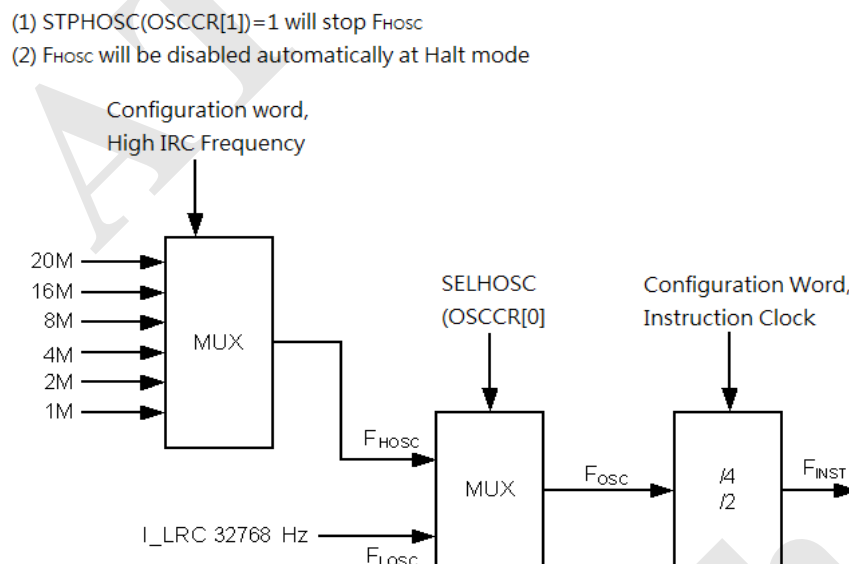 (1) STPHOSC(OSCCR[1])=1 will stop FHOSC
(2) FHOSC will be disabled automatically at Halt mode
Configuration word,
High IRC Frequency
20M
16M
8M
4M
2M
1M
MUX
SELHOSC
(OSCCR[0]
Configuration Word,
Instruction Clock
FHOSC
MUX
FOSC
/4
/2
FINST
I_LRC 32768 Hz
FLOSC